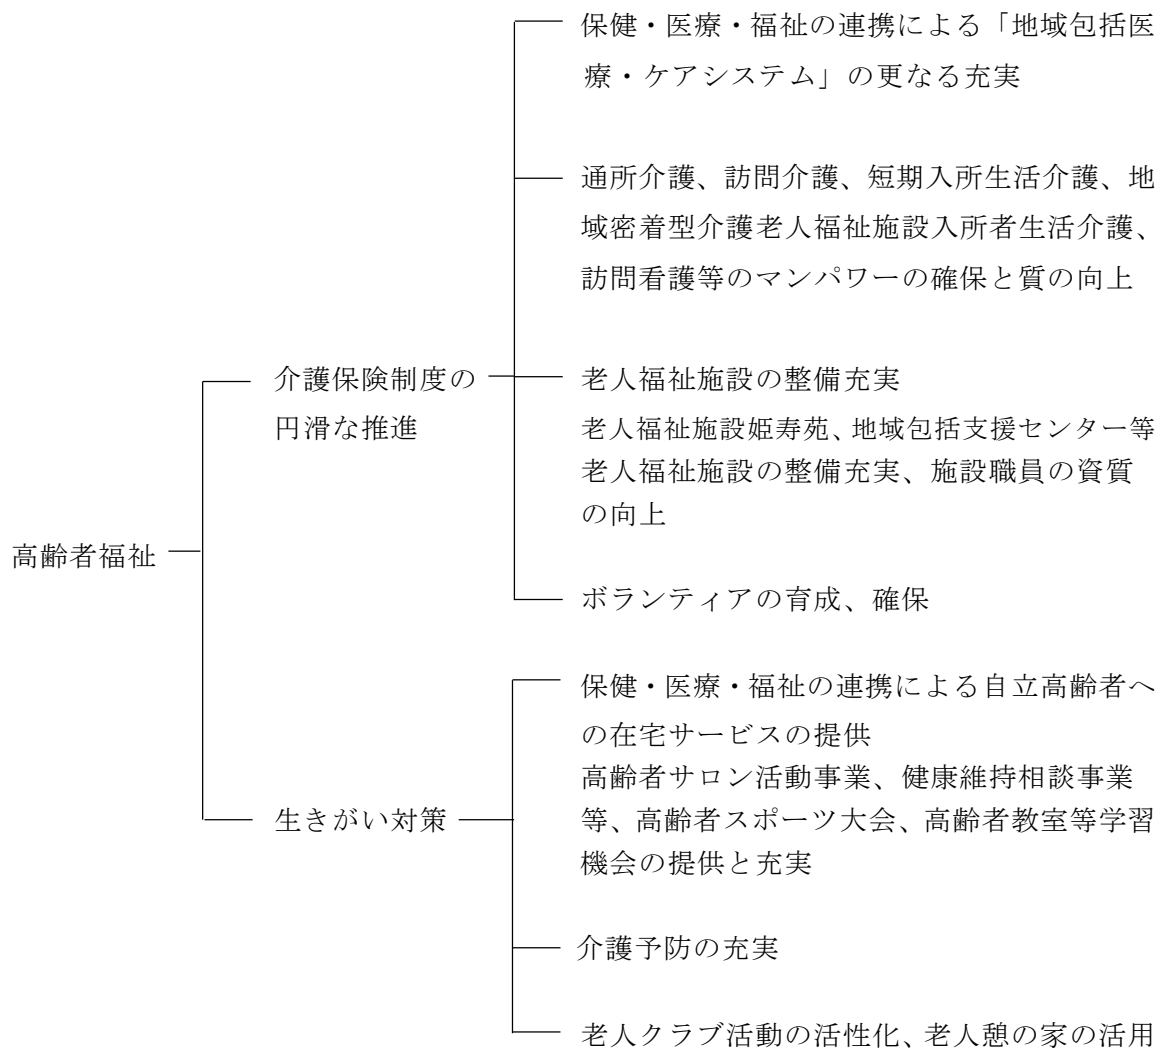 高齢者福祉
介護保険制度の
円滑な推進
保健・医療・福祉の連携による「地域包括医
療・ケアシステム」の更なる充実
通所介護、訪問介護、短期入所生活介護、地
域密着型介護老人福祉施設入所者生活介護、
訪問看護等のマンパワーの確保と質の向上
老人福祉施設の整備充実
老人福祉施設姫寿苑、地域包括支援センター等
老人福祉施設の整備充実、施設職員の資質
の向上
ボランティアの育成、確保
生きがい対策
保健・医療・福祉の連携による自立高齢者へ
の在宅サービスの提供
高齢者サロン活動事業、健康維持相談事業
等、高齢者スポーツ大会、高齢者教室等学習
機会の提供と充実
介護予防の充実
老人クラブ活動の活性化、老人憩の家の活用